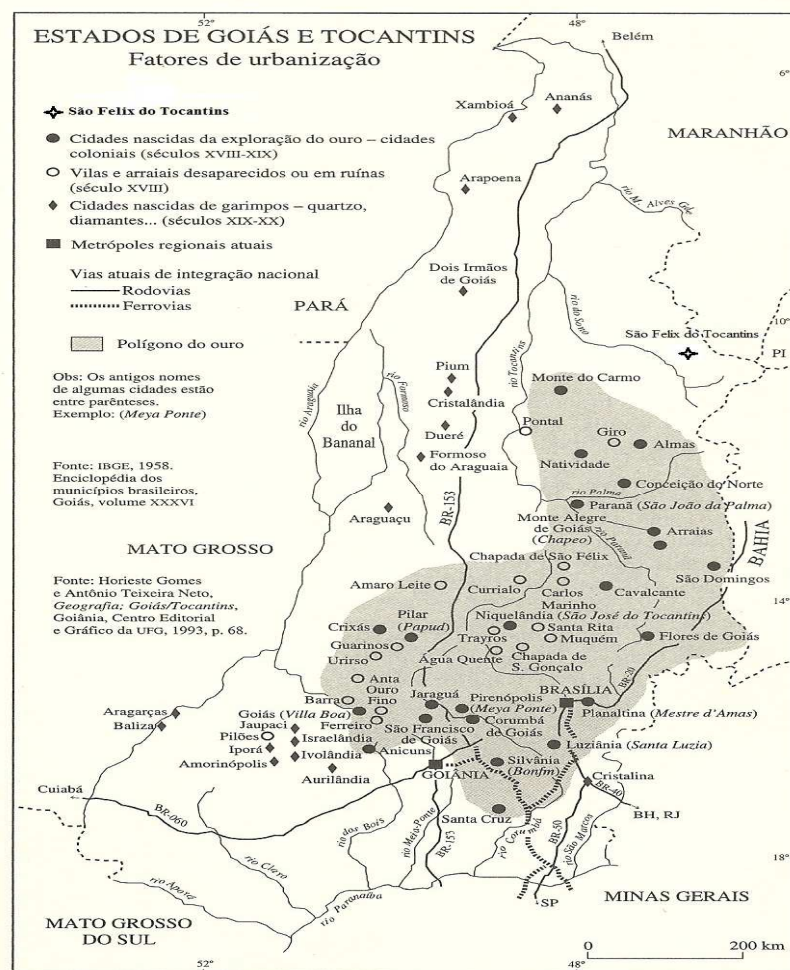 52°
48°
ESTADOS DE GOIÁS E TOCANTINS
Fatores de urbanização
Belém
6°
São Felix do Tocantins
Xambioá
Ananás
Cidades nascidas da exploração do ouro – cidades
coloniais (séculos XVIII-XIX)
MARANHÃO
Vilas e arraiais desaparecidos ou em ruínas
(século XVIII)
Arapoena
Cidades nascidas de garimpos – quartzo,
diamantes... (séculos XIX-XX)
rio M. Alves Gde
Metrópoles regionais atuais
Vias atuais de integração nacional
Rodovias
Ferrovias
Dois Irmãos
de Goiás
PARÁ
rio do Sono
10°
São Felix do Tocantins
PI
Polígono do ouro
rio Tocantins
Obs: Os antigos nomes
de algumas cidades estão
entre parênteses.
Exemplo: (Meya Ponte)
rio Araguaia
rio Formoso
Pium
Monte do Carmo
Cristalândia
Ilha
do
Bananal
Dueré
Pontal
Giro
Almas
Formoso
do Araguaia
Natividade
Fonte: IBGE, 1958.
Enciclopédia dos
municípios brasileiros,
Goiás, volume XXXVI
Conceição do Norte
rio Palma
Paranã (São João da Palma)
BR-153
Araguaçu
Monte Alegre
de Goiás
(Chapeo)
rio Paranã
Arraias
BAHIA
MATO GROSSO
Chapada de São Félix
São Domingos
Fonte: Horieste Gomes
e Antônio Teixeira Neto,
Geografia; Goiás/Tocantins,
Goiânia, Centro Editorial
e Gráfico da UFG, 1993, p. 68.
Amaro Leite
Currialo
Carlos
Marinho
Cavalcante
14°
Crixás
Pilar
(Papud)
Niquelândia (São José do Tocantins)
Trayros
Santa Rita
Muquém
Flores de Goiás
Guarinos
Urirso
Água Quente
Chapada de
S. Gonçalo
BR-20
Anta
Ouro
Fino
Barra
Jaraguá
Pirenópolis
(Meya Ponte)
BRASÍLIA
Planaltina (Mestre d'Amas)
Aragarças
Baliza
Goiás (Villa Boa)
Jaupaci
Ferreiro
São Francisco
de Goiás
Corumbá
de Goiás
Pilões
Israelândia
Iporá
Ivolândia
Anicuns
Luziânia (Santa Luzia)
Amorinópolis
Aurilândia
GOIÂNIA
Silvânia
(Bonfm)
Cristalina
Cuiabá
BR-40
BR-060
Santa Cruz
BH, RJ
rio dos Bois
rio Meia-Ponte
BR-153
rio Corumbá
BR-50
rio São Marcos
rio Claro
18°
rio Aporá
rio Paranaíba
SP
MINAS GERAIS
MATO GROSSO
DO SUL
52°
48°
0
200 km